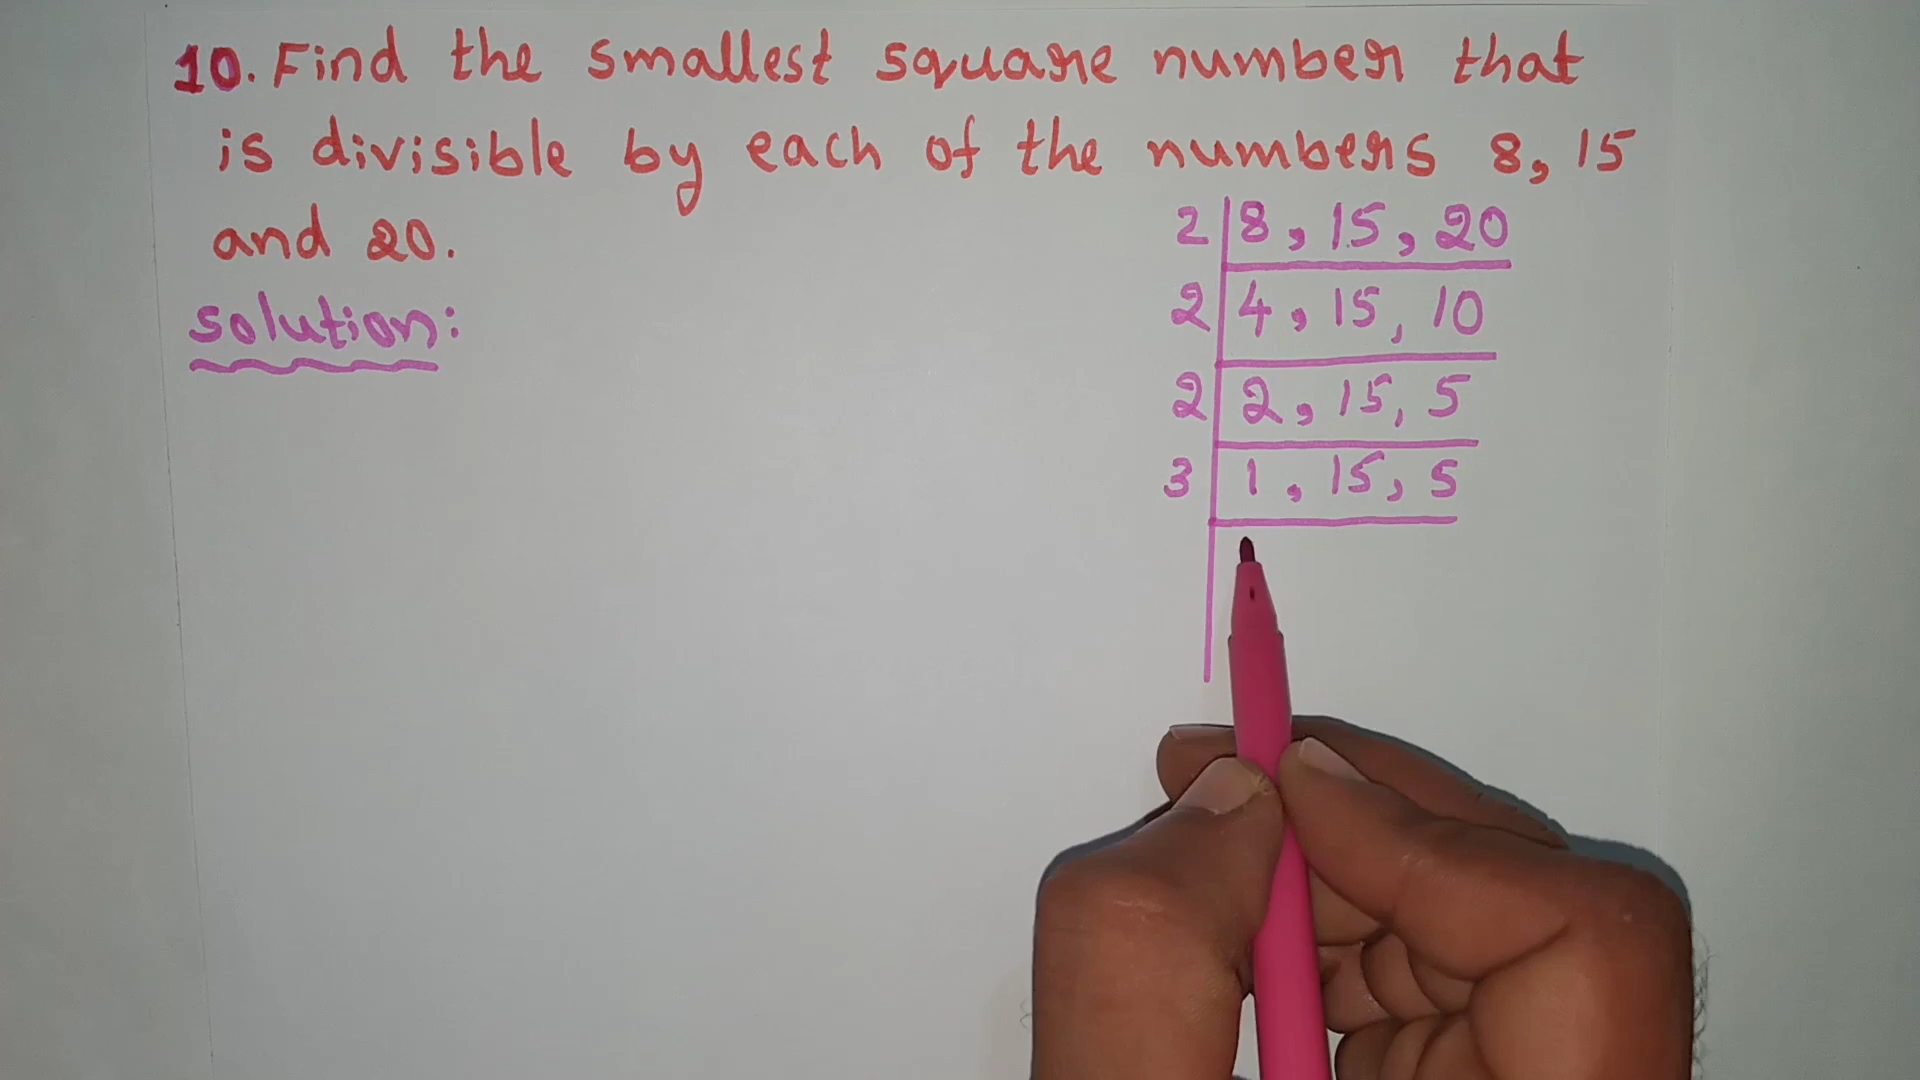 10. Find the smallest square number that
is divisible by each of the numbers 8, 15
and 20.
solution:
2 8, 15, 20
2 4, 15, 10
2 2, 15, 5
3 1, 15, 5